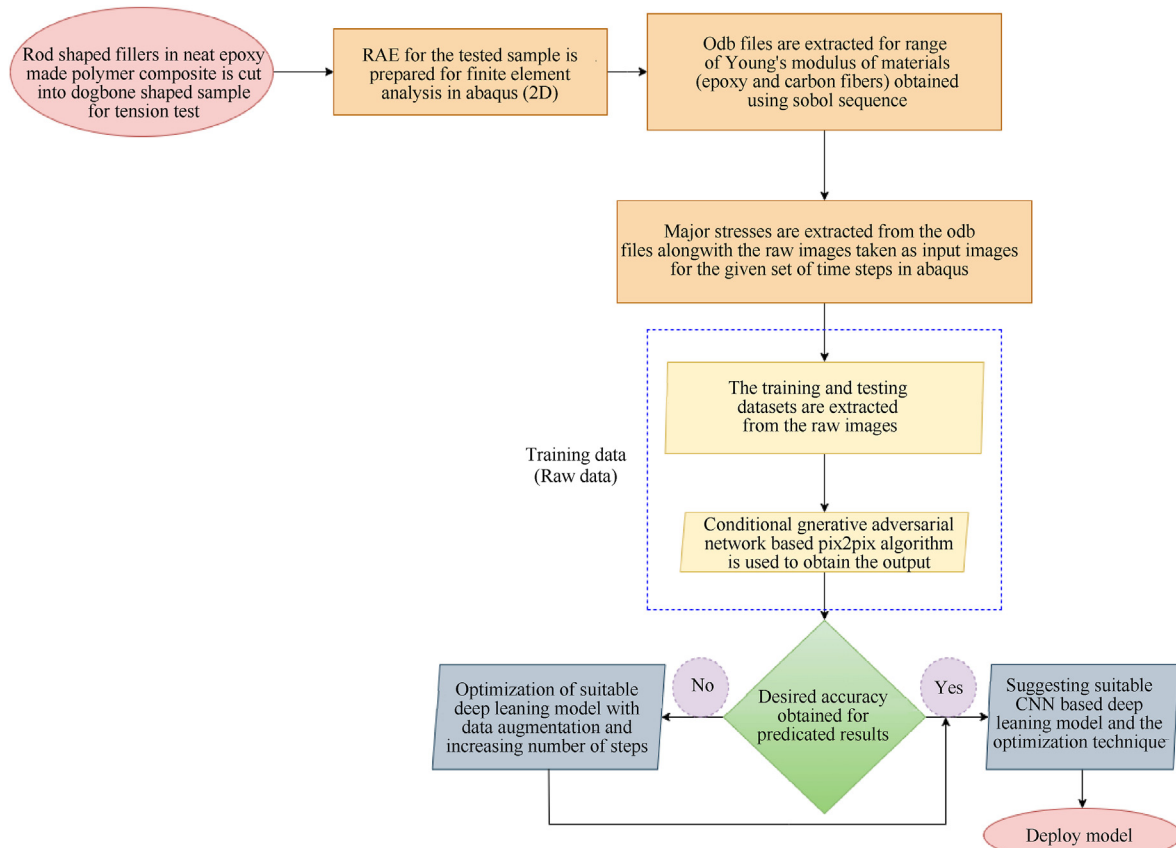 Rod shaped fillers in neat epoxy
made polymer composite is cut
into dogbone shaped sample
for tension test
RAE for the tested sample is
prepared for finite element
analysis in abaqus (2D)
Odb files are extracted for range
of Young's modulus of materials
(epoxy and carbon fibers) obtained
using sobol sequence
Major stresses are extracted from the odb
files alongwith the raw images taken as input images
for the given set of time steps in abaqus
Training data
(Raw data)
The training and testing
datasets are extracted
from the raw images
Conditional gnerative adversarial
network based pix2pix algorithm
is used to obtain the output
Desired accuracy
obtained for
predicated results
No
Optimization of suitable
deep leaning model with
data augmentation and
increasing number of steps
Yes
Suggesting suitable
CNN based deep
leaning model and the
optimization technique
Deploy model